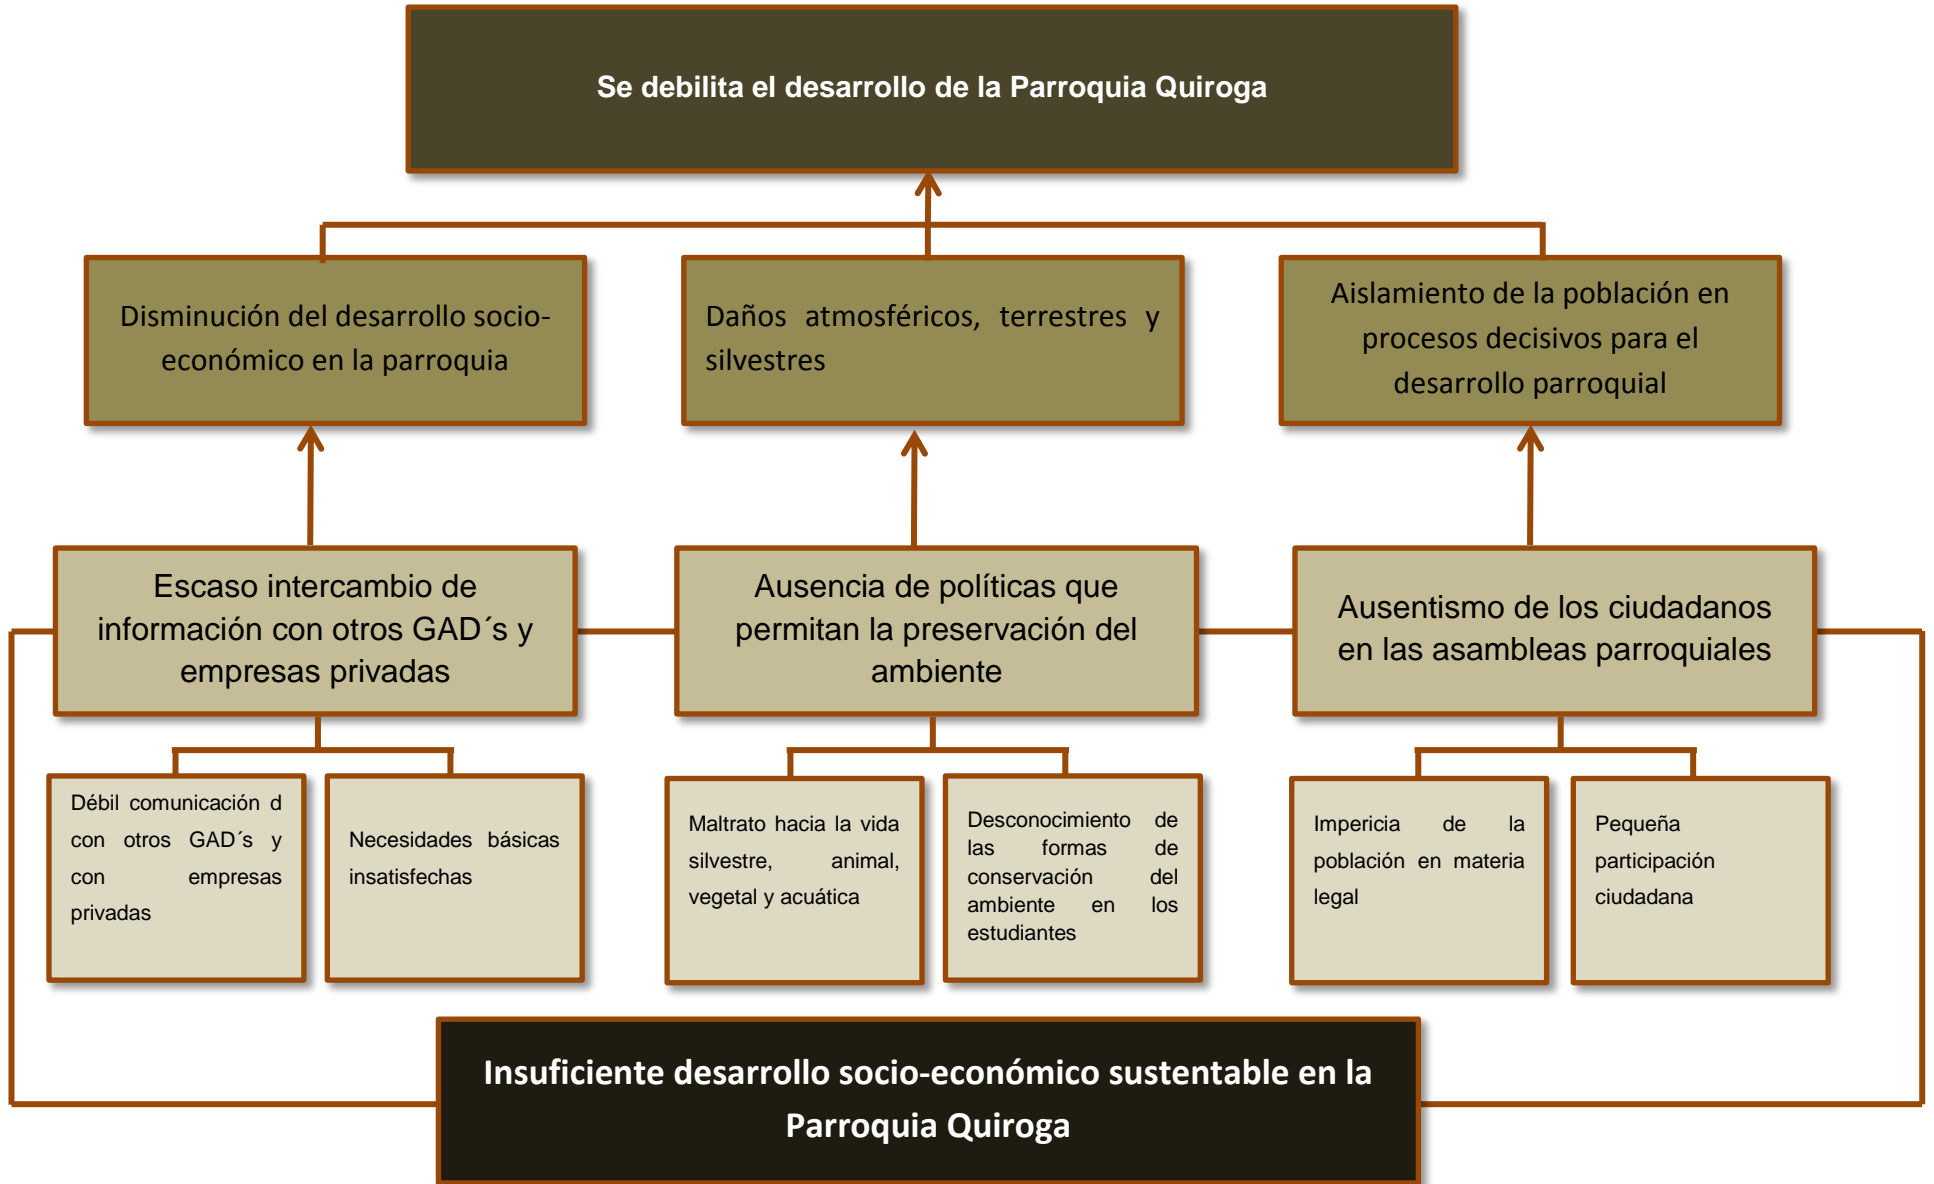 Se debilita el desarrollo de la Parroquia Quiroga
Disminución del desarrollo socio-
económico en la parroquia
Daños atmosféricos, terrestres y
silvestres
Aislamiento de la población en
procesos decisivos para el
desarrollo parroquial
Escaso intercambio de
información con otros GAD´s y
empresas privadas
Ausencia de políticas que
permitan la preservación del
ambiente
Ausentismo de los ciudadanos
en las asambleas parroquiales
Débil comunicación d
con otros GAD´s y
con empresas
privadas
Necesidades básicas
insatisfechas
Maltrato hacia la vida
silvestre, animal,
vegetal y acuática
Desconocimiento de
las formas de
conservación del
ambiente en los
estudiantes
Impericia de la
población en materia
legal
Pequeña
participación
ciudadana
Insuficiente desarrollo socio-económico sustentable en la
Parroquia Quiroga